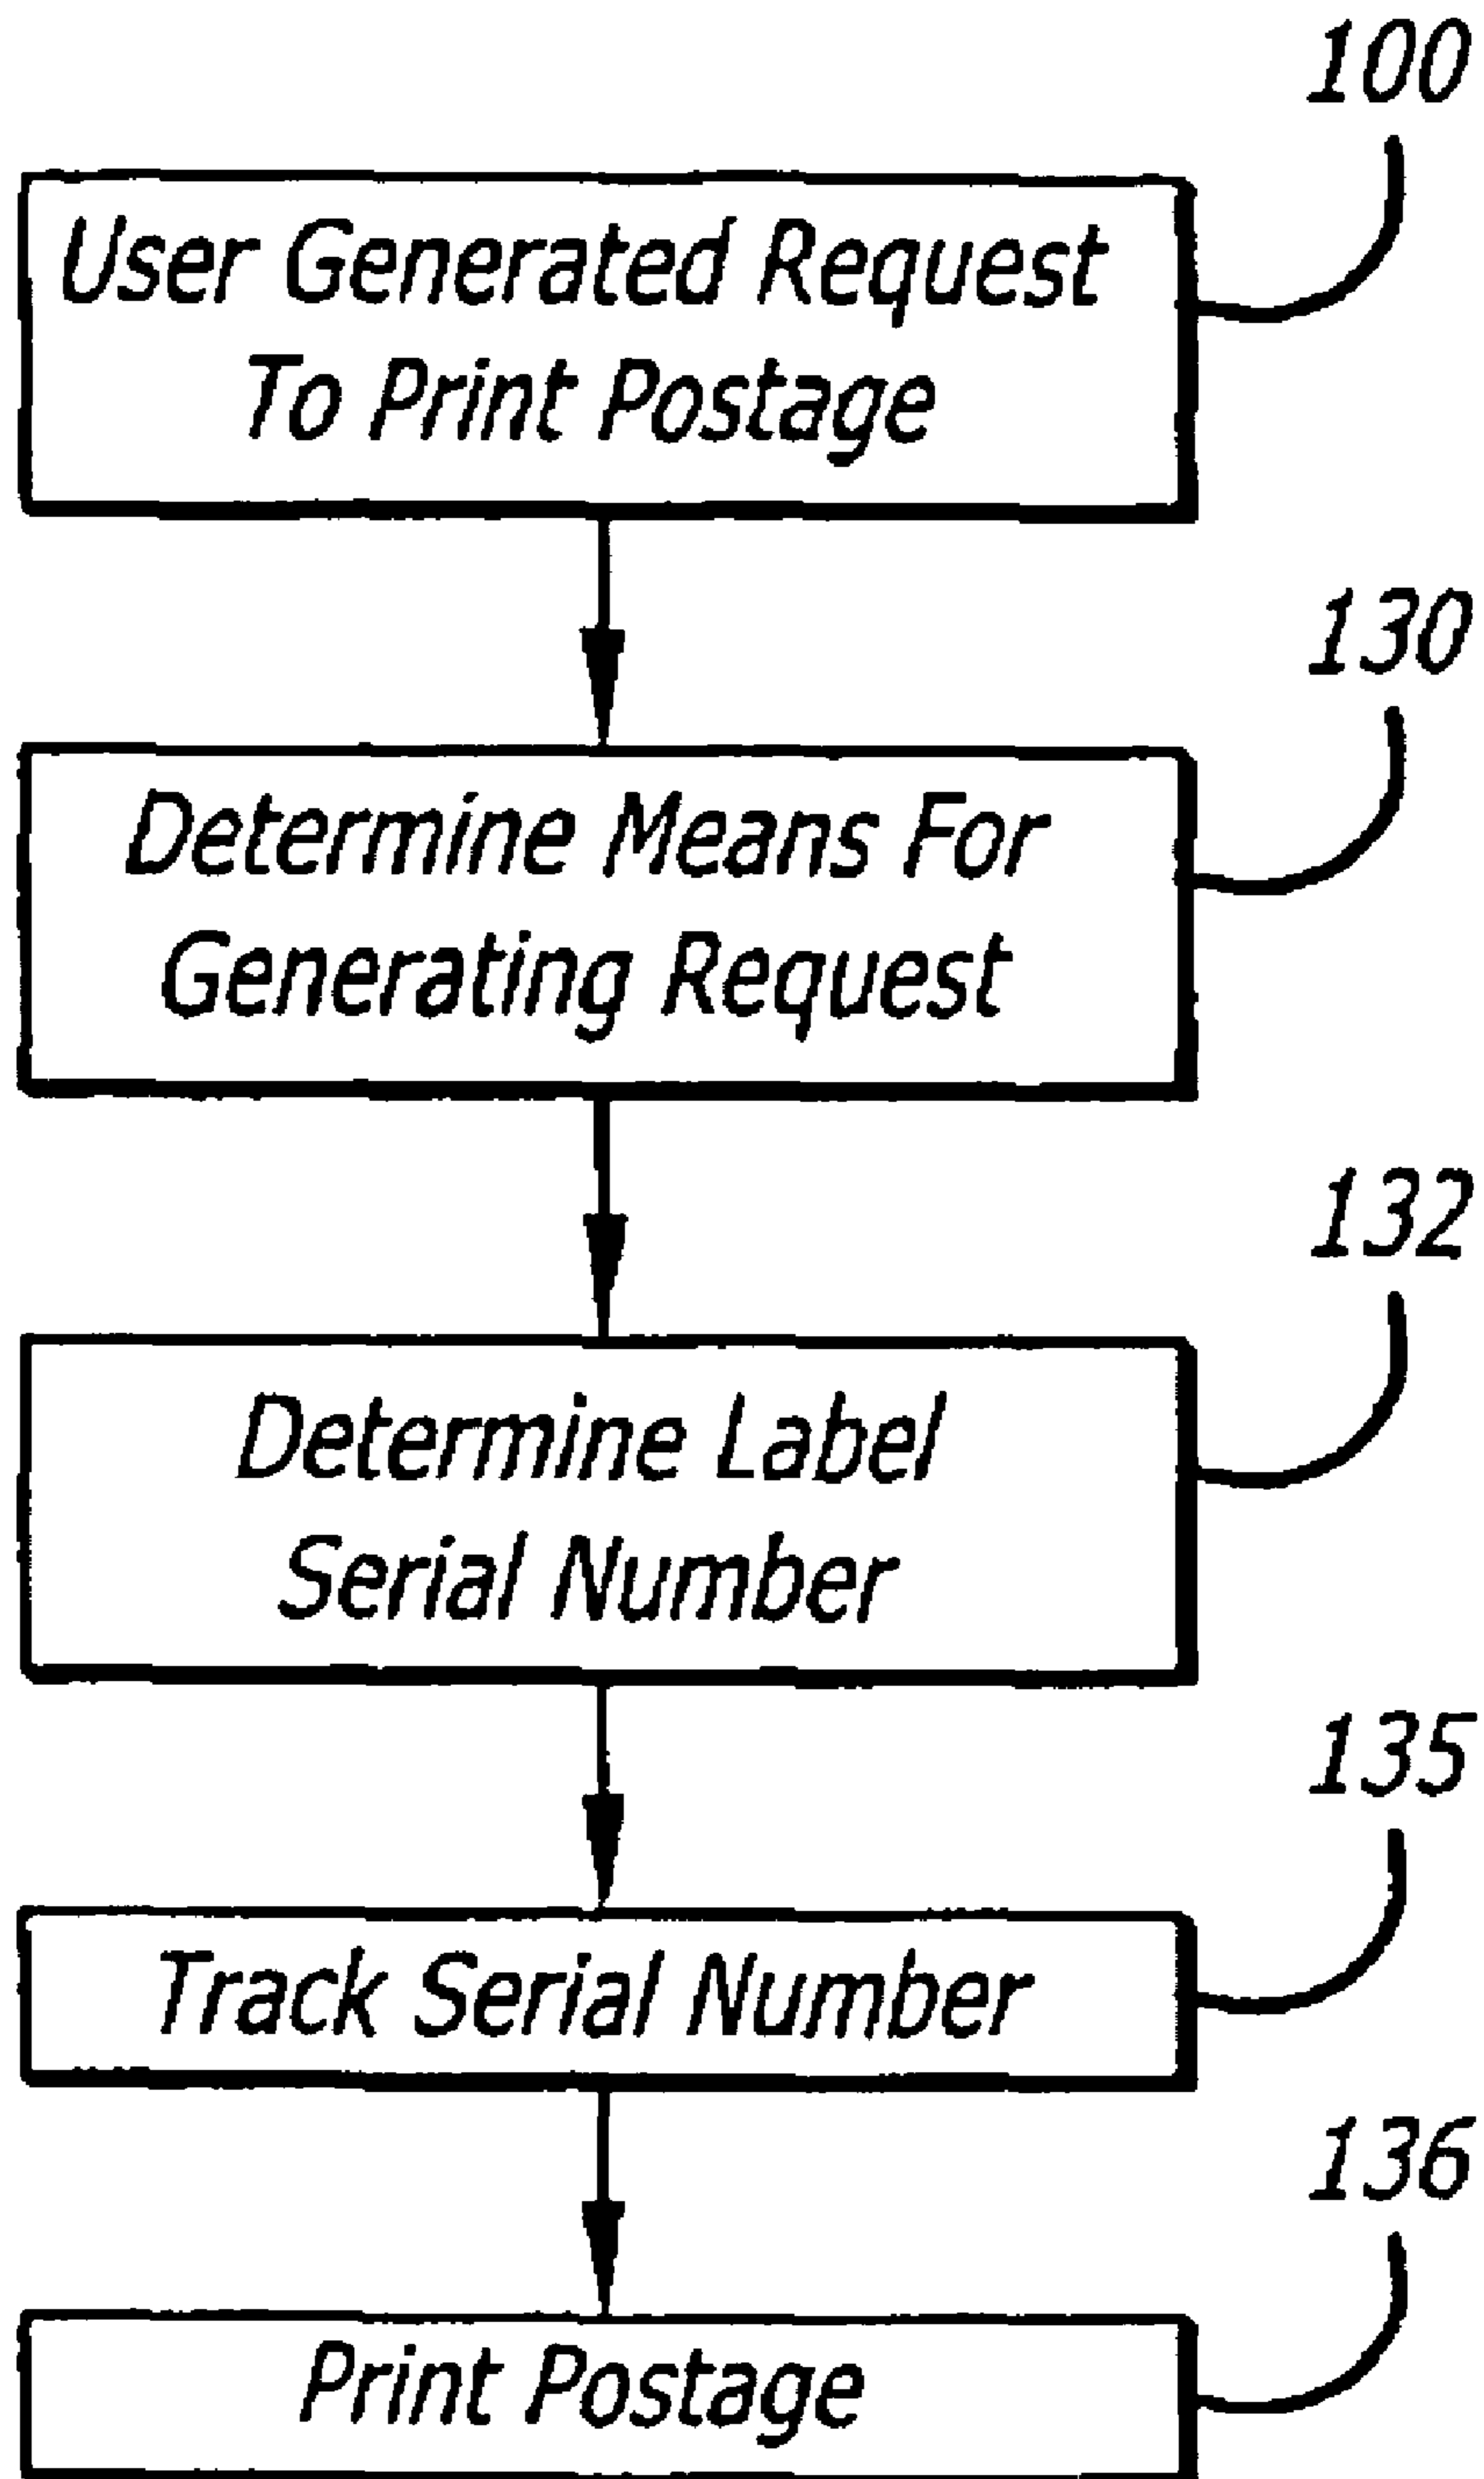 100
User Generated Request
To Print Postage
130
Determine Means For
Generating Request
132
Determine Label
Serial Number
135
Track Serial Number
136
Print Postage